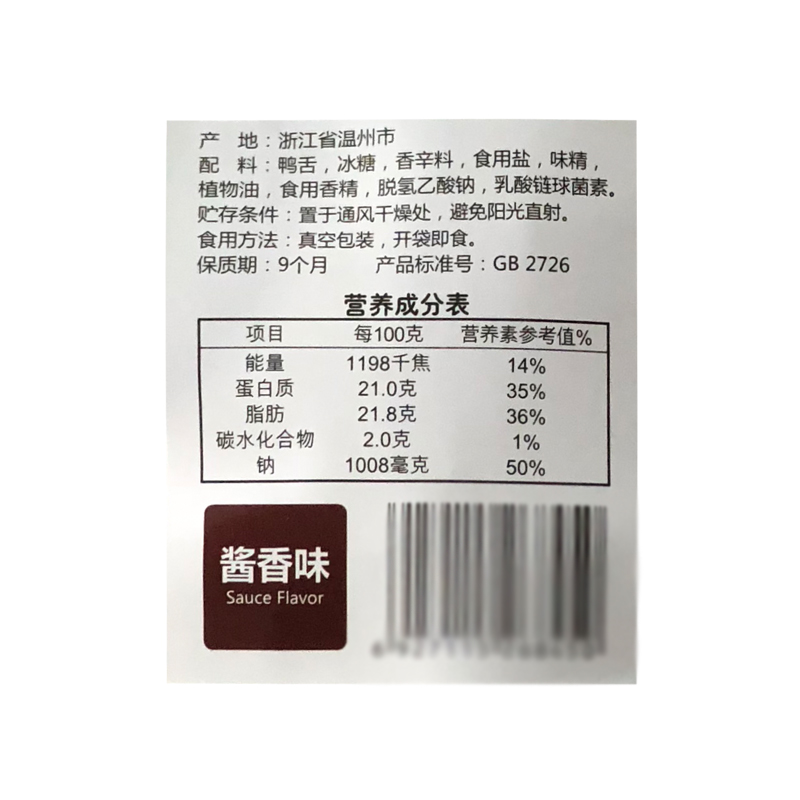 产 地：浙江省温州市
配 料：鸭舌，冰糖，香辛料，食用盐，味精，
植物油，食用香精，脱氢乙酸钠，乳酸链球菌素。
贮存条件：置于通风干燥处，避免阳光直射。
食用方法：真空包装，开袋即食。
保质期：9个月 产品标准号：GB 2726
营养成分表
项目 每100克 营养素参考值%
能量 1198千焦 14%
蛋白质 21.0克 35%
脂肪 21.8克 36%
碳水化合物 2.0克 1%
钠 1008毫克 50%
酱香味
Sauce Flavor